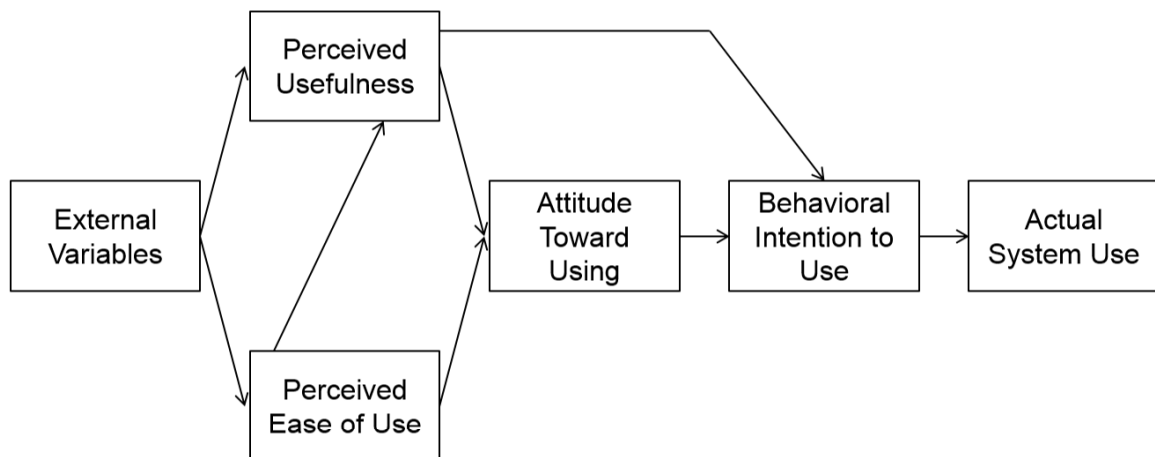 Perceived
Usefulness
External
Variables
Attitude
Toward
Using
Behavioral
Intention to
Use
Actual
System Use
Perceived
Ease of Use